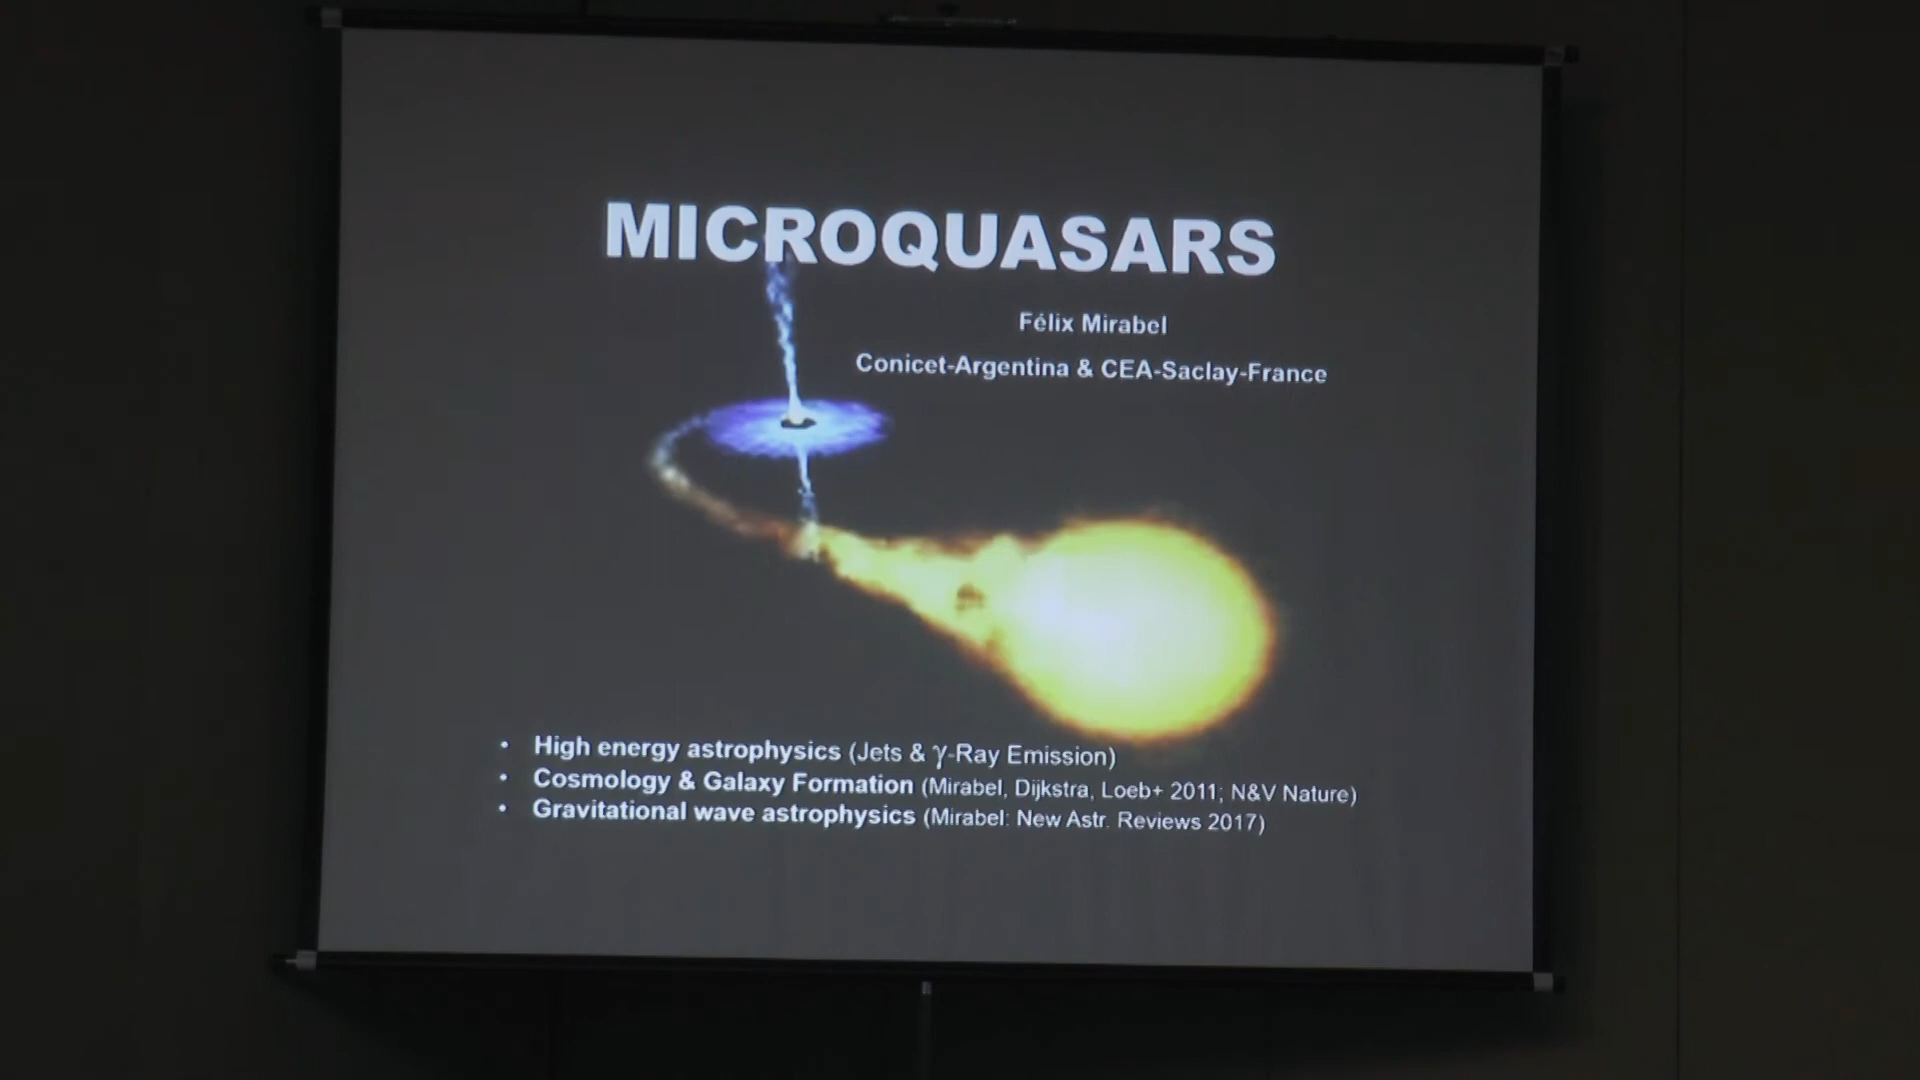 MICROQUASARS
Félix Mirabel
Conicet-Argentina & CEA-Saclay-France
• High energy astrophysics (Jets & γ-Ray Emission)
• Cosmology & Galaxy Formation (Mirabel, Dijkstra, Loeb+ 2011; N&V Nature)
• Gravitational wave astrophysics (Mirabel: New Astr. Reviews 2017)